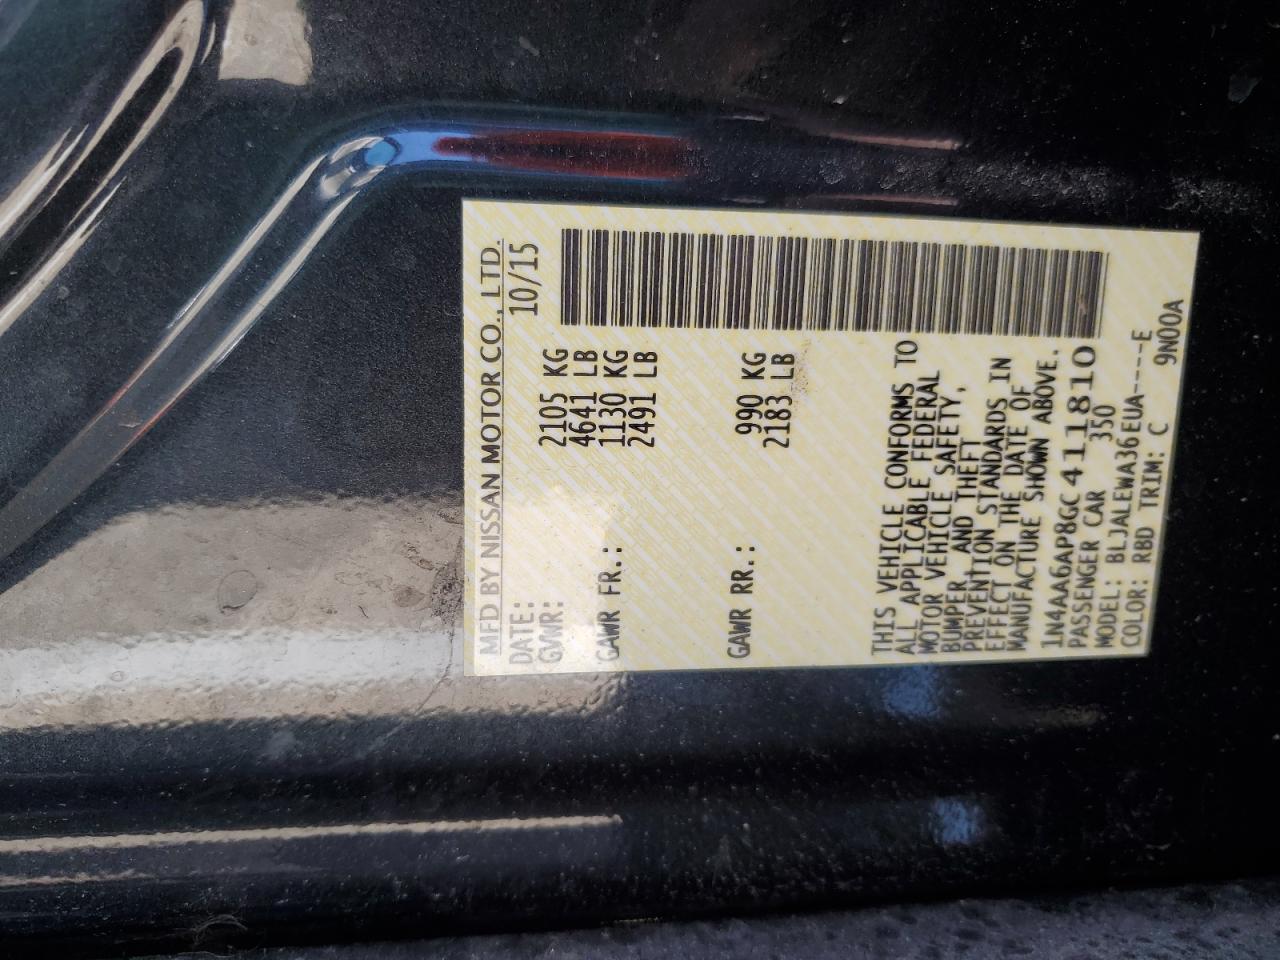 MFD BY NISSAN MOTOR CO., LTD.
DATE: 10/15
GVWR: 2105 KG
4641 LB
GAWR FR.: 1130 KG
2491 LB
GAWR RR.: 990 KG
2183 LB
THIS VEHICLE CONFORMS TO
ALL APPLICABLE FEDERAL
MOTOR VEHICLE SAFETY,
BUMPER, AND THEFT
PREVENTION STANDARDS IN
EFFECT ON THE DATE OF
MANUFACTURE SHOWN ABOVE.
1N4AA6AP8GC411810
PASSENGER CAR 350
MODEL: BLJALEWA36EUA----E
COLOR: RBD TRIM: C 9N00A